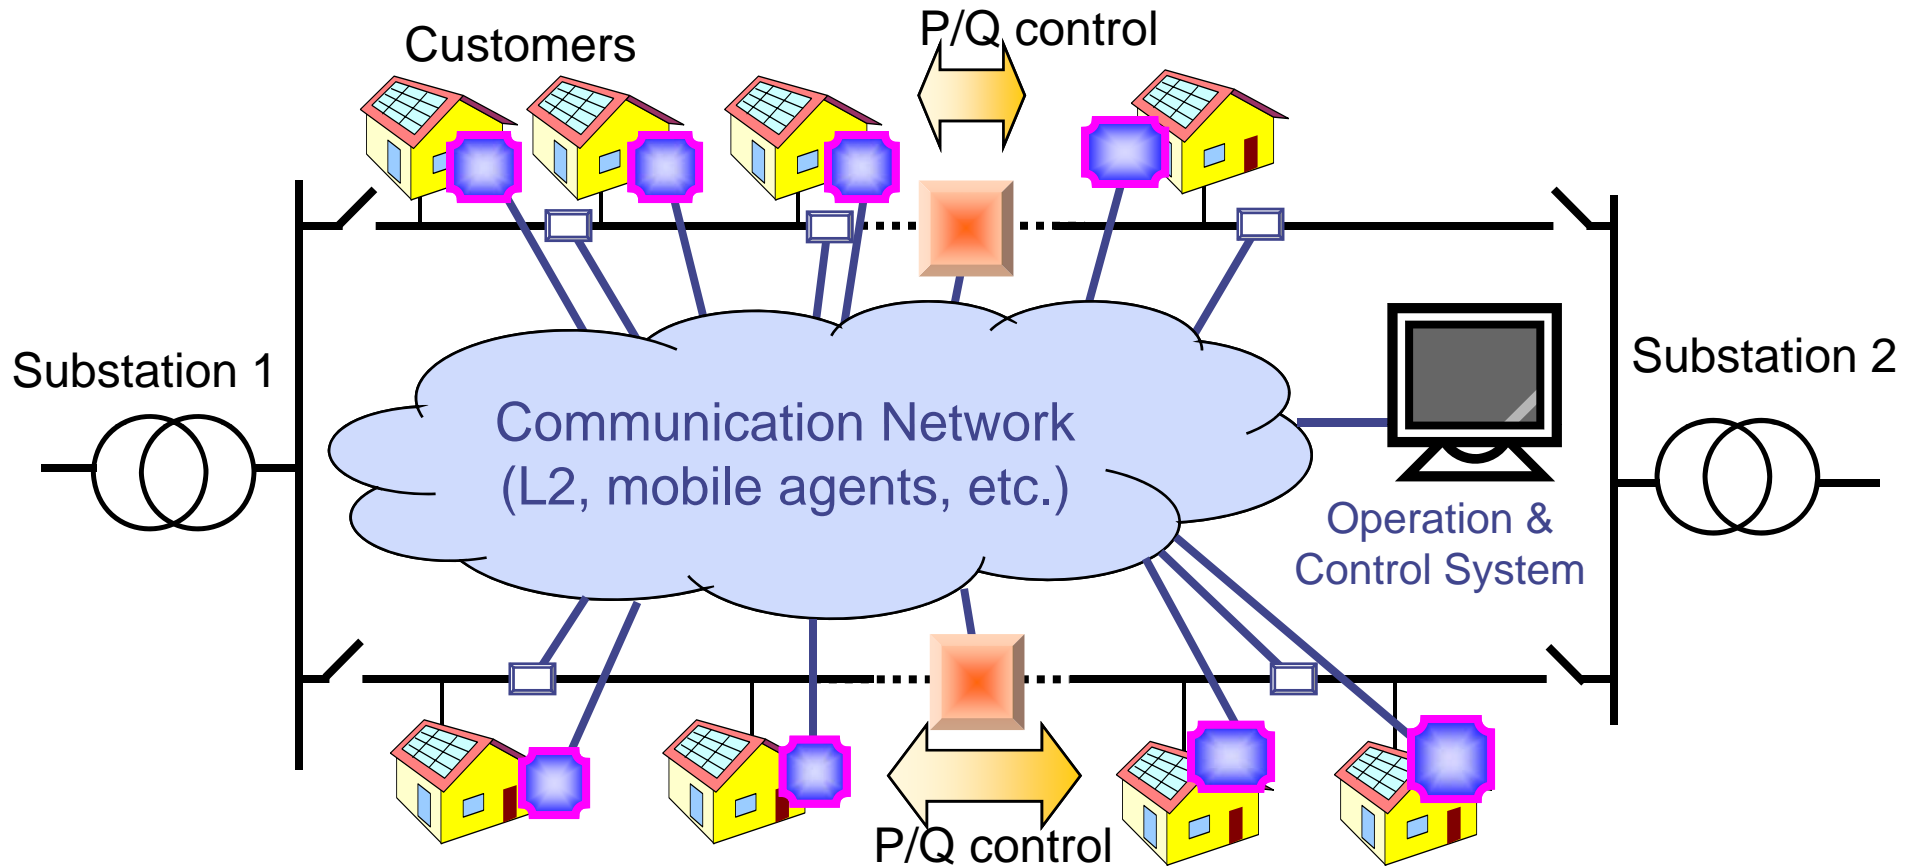 P/Q control
Customers
Substation 1
Substation 2
Communication Network
(L2, mobile agents, etc.)
Operation &
Control System
P/Q control